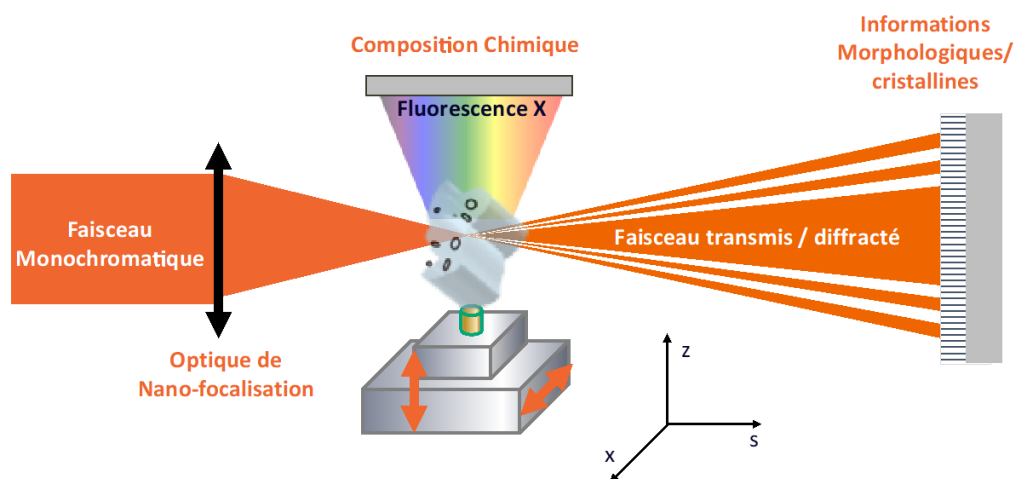 Composition Chimique
Fluorescence X
Informations
Morphologiques/
cristallines
Faisceau
Monochromatique
Faisceau transmis / diffracté
Optique de
Nano-focalisation
z
s
x